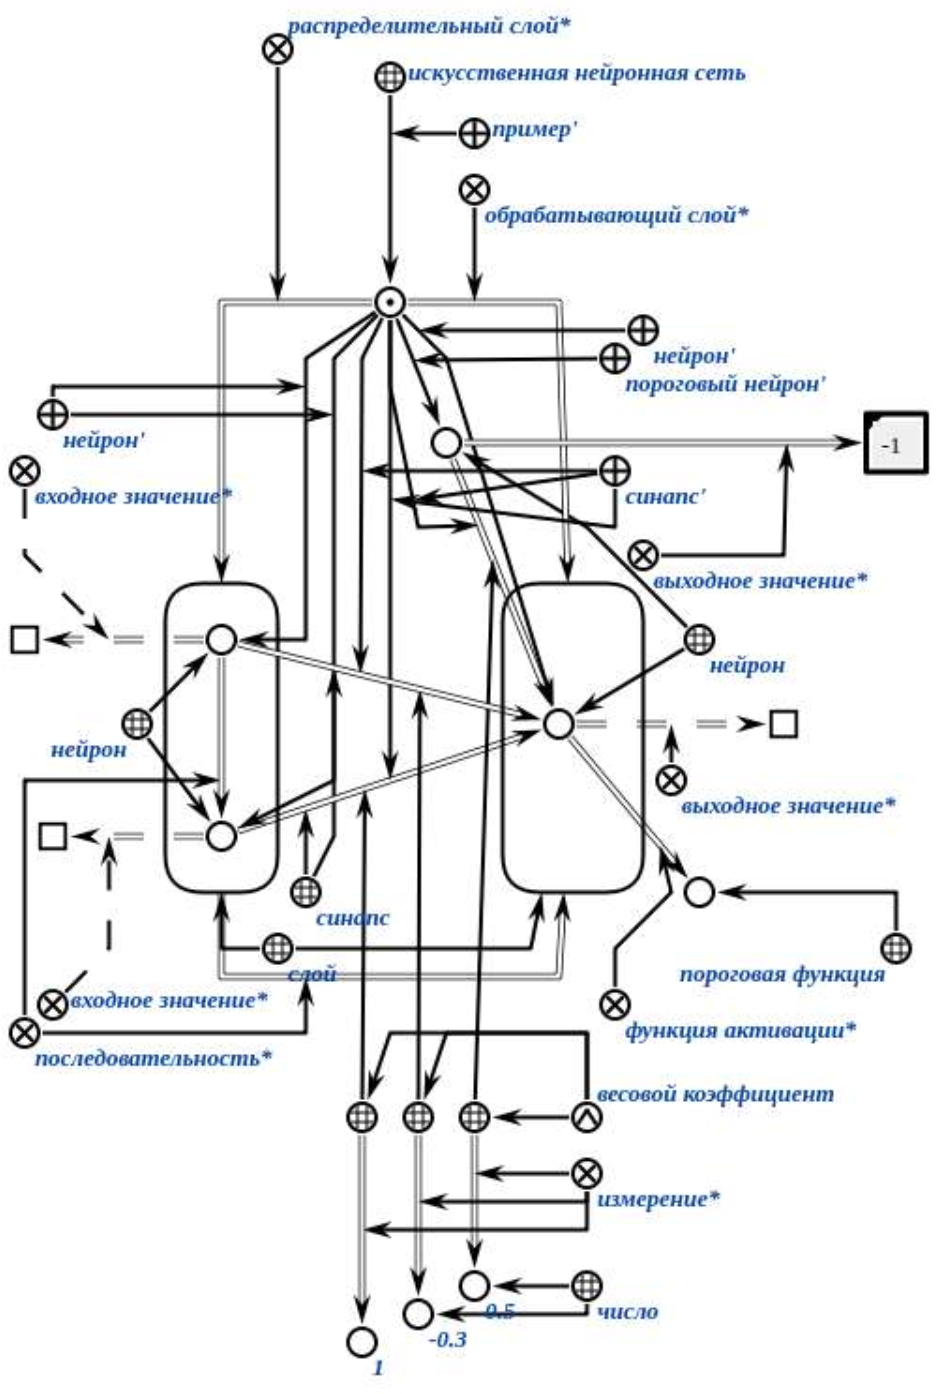 распределительный слой*
искусственная нейронная сеть
пример'
обрабатывающий слой*
нейрон'
пороговый нейрон'
нейрон'
-1
входное значение*
синапс'
выходное значение*
нейрон
нейрон
выходное значение*
синапс
слой
пороговая функция
входное значение*
функция активации*
последовательность*
весовой коэффициент
измерение*
0.5
число
-0.3
1